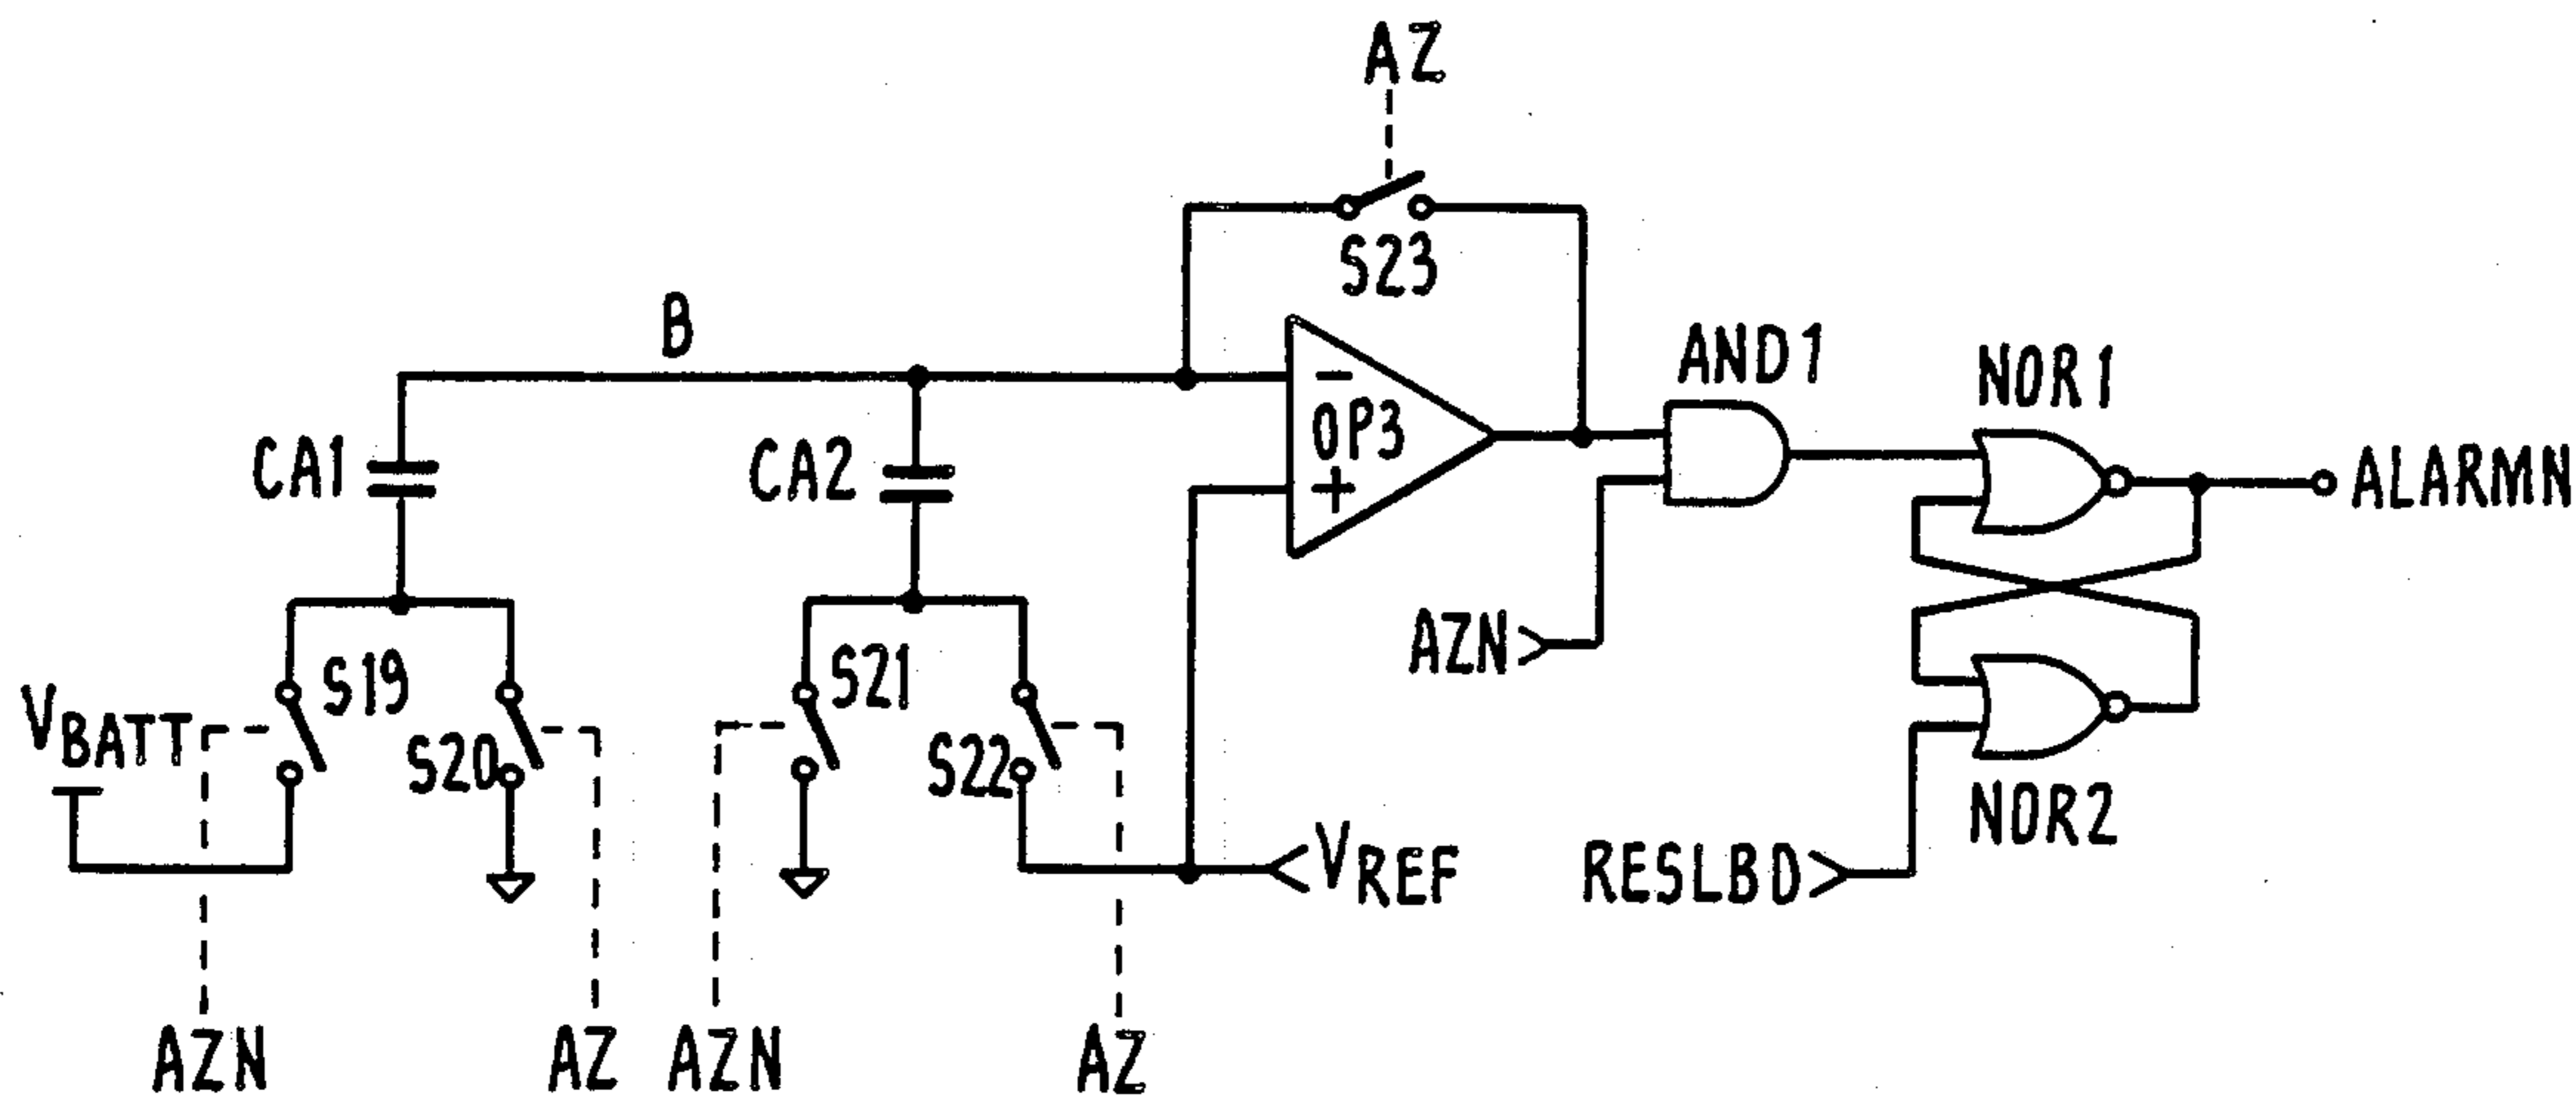 AZ
S23
B
AND1
NOR1
−
OP3
+
CA1
CA2
ALARMN
AZN
S19
S21
VBATT
S20
S22
NOR2
VREF
RESLBD
AZN
AZ
AZN
AZ